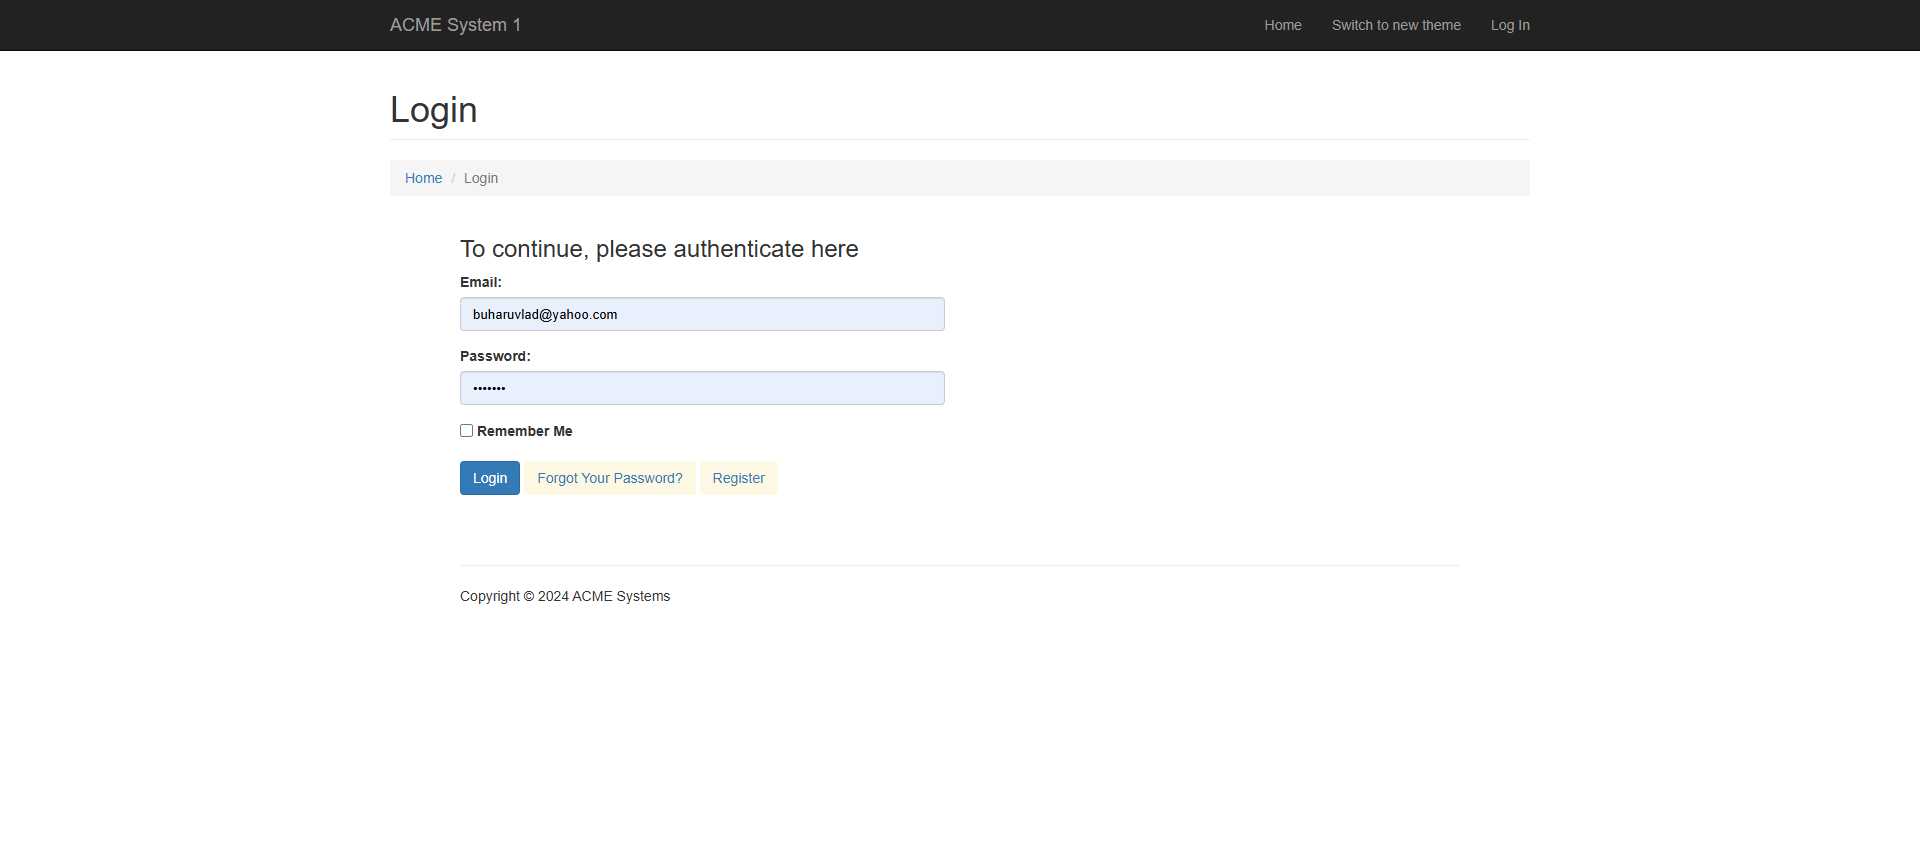 ACME System 1
Home
Switch to new theme
Log In
Login
Home / Login
To continue, please authenticate here
Email:
buharuvlad@yahoo.com
Password:
•••••••
Remember Me
Login
Forgot Your Password?
Register
Copyright © 2024 ACME Systems